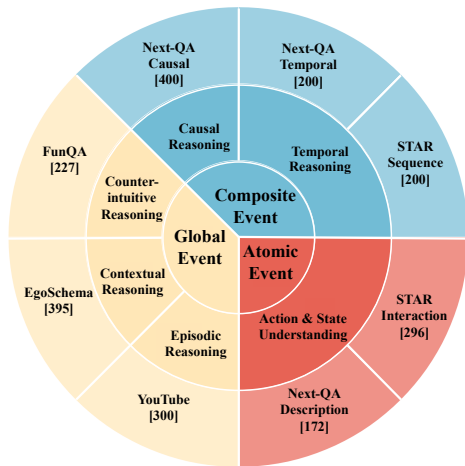 Next-QA
Causal
[400]
Next-QA
Temporal
[200]
STAR
Sequence
[200]
STAR
Interaction
[296]
Next-QA
Description
[172]
YouTube
[300]
EgoSchema
[395]
FunQA
[227]
Causal
Reasoning
Temporal
Reasoning
Action & State
Understanding
Episodic
Reasoning
Contextual
Reasoning
Counter-
intuitive
Reasoning
Composite
Event
Atomic
Event
Global
Event